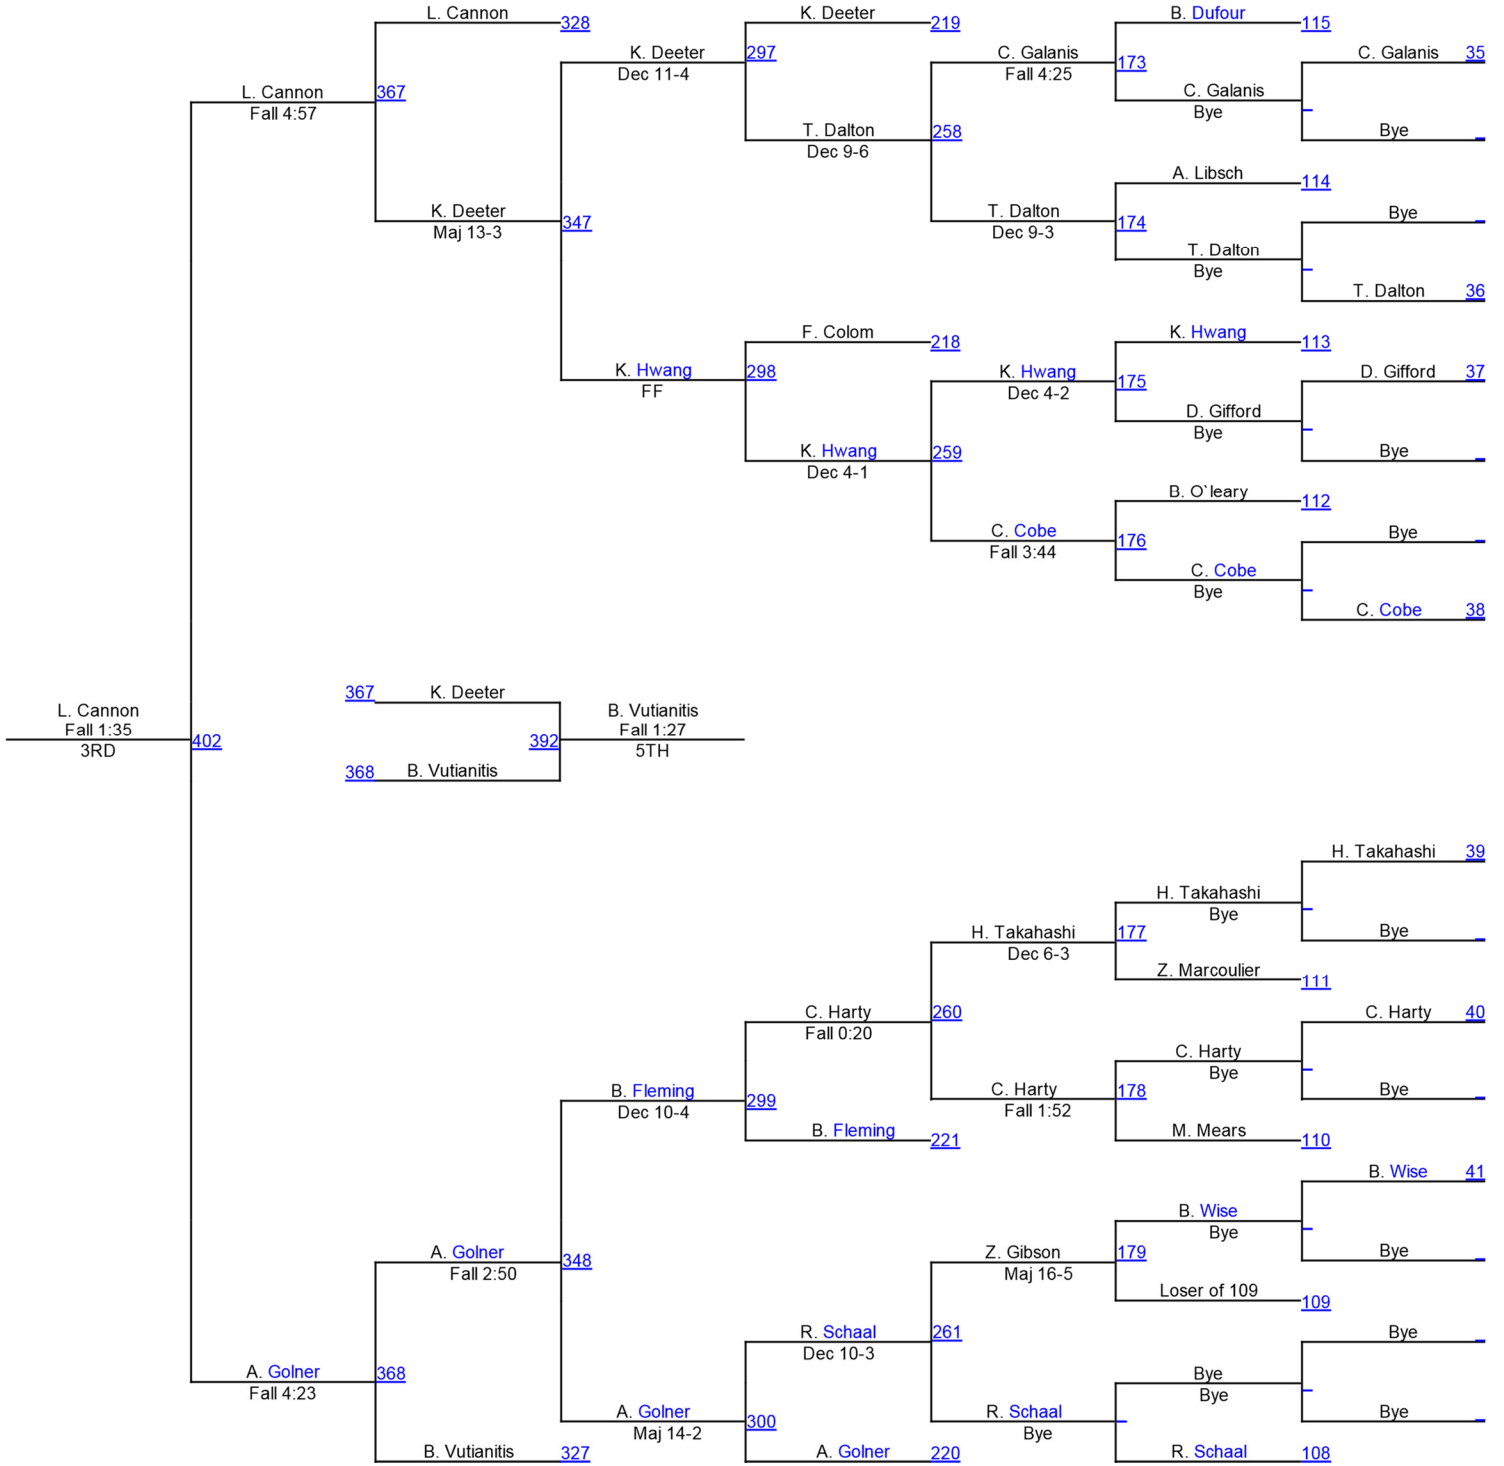 L. Cannon
328
K. Deeter
219
B. Dufour
115
K. Deeter
Dec 11-4
297
C. Galanis
Fall 4:25
173
C. Galanis
35
L. Cannon
Fall 4:57
367
C. Galanis
Bye
T. Dalton
Dec 9-6
258
Bye
A. Libsch
114
K. Deeter
Maj 13-3
347
T. Dalton
Dec 9-3
174
Bye
T. Dalton
Bye
T. Dalton
36
F. Colom
218
K. Hwang
113
K. Hwang
FF
298
K. Hwang
Dec 4-2
175
D. Gifford
37
D. Gifford
Bye
K. Hwang
Dec 4-1
259
Bye
B. O`leary
112
C. Cobe
Fall 3:44
176
Bye
C. Cobe
Bye
C. Cobe
38
367
K. Deeter
L. Cannon
Fall 1:35
3RD
402
392
B. Vutianitis
Fall 1:27
5TH
368
B. Vutianitis
H. Takahashi
39
H. Takahashi
Bye
H. Takahashi
Dec 6-3
177
Bye
Z. Marcoulier
111
C. Harty
Fall 0:20
260
C. Harty
40
C. Harty
Bye
B. Fleming
Dec 10-4
299
C. Harty
Fall 1:52
178
Bye
B. Fleming
221
M. Mears
110
B. Wise
41
B. Wise
Bye
A. Golner
Fall 2:50
348
Z. Gibson
Maj 16-5
179
Bye
Loser of 109
109
R. Schaal
Dec 10-3
261
Bye
A. Golner
Fall 4:23
368
Bye
Bye
A. Golner
Maj 14-2
300
R. Schaal
Bye
Bye
B. Vutianitis
327
A. Golner
220
R. Schaal
108